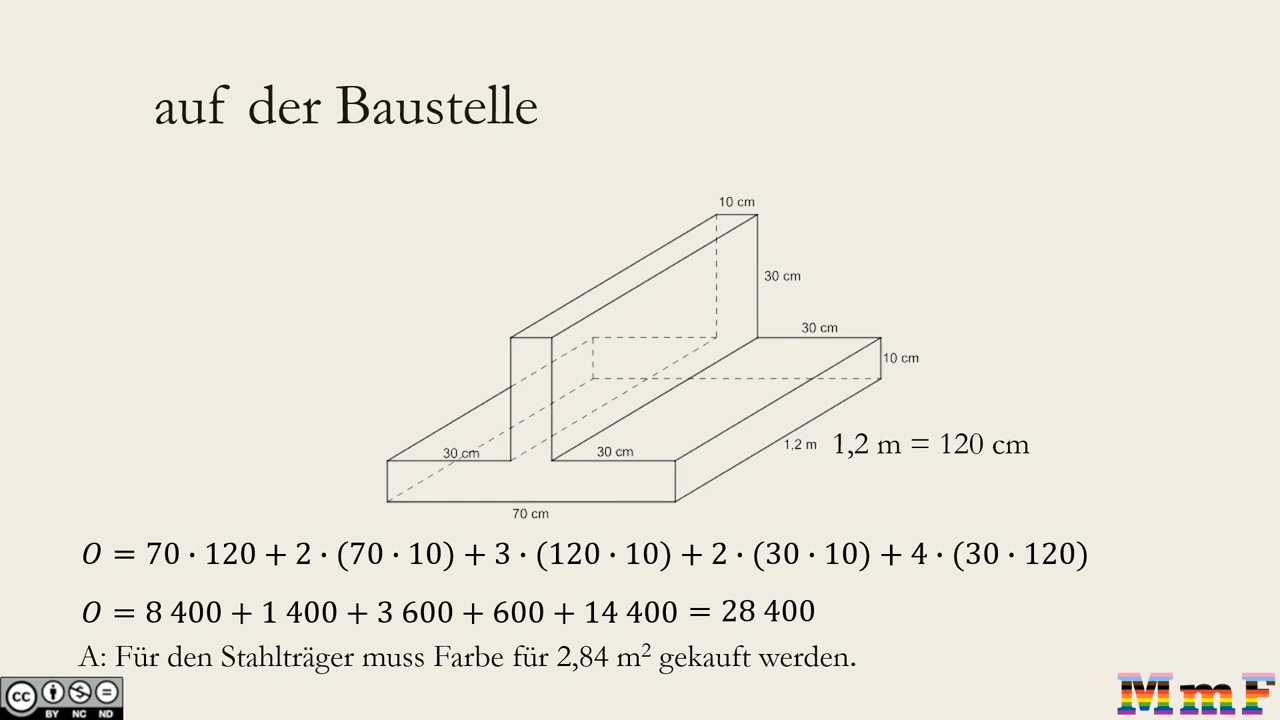 auf der Baustelle
10 cm
30 cm
30 cm
10 cm
30 cm
30 cm
1,2 m
1,2 m = 120 cm
70 cm
O = 70 · 120 + 2 · (70 · 10) + 3 · (120 · 10) + 2 · (30 · 10) + 4 · (30 · 120)
O = 8 400 + 1 400 + 3 600 + 600 + 14 400 = 28 400
A: Für den Stahlträger muss Farbe für 2,84 m² gekauft werden.
cc
BY NC ND
MmF